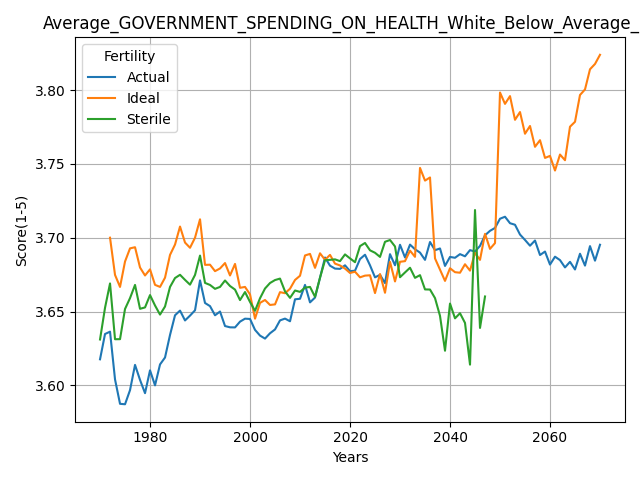 Average_GOVERNMENT_SPENDING_ON_HEALTH_White_Below_Average_
Fertility
Actual
Ideal
Sterile
Score(1-5)
3.80
3.75
3.70
3.65
3.60
1980
2000
2020
2040
2060
Years